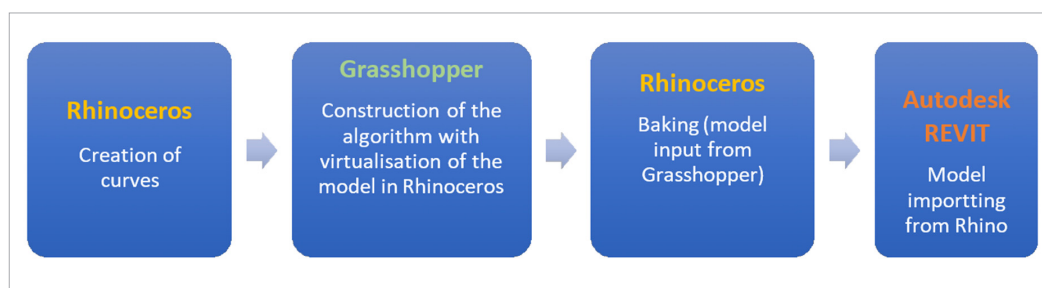 Rhinoceros
Creation of
curves
Grasshopper
Construction of the
algorithm with
virtualisation of the
model in Rhinoceros
Rhinoceros
Baking (model
input from
Grasshopper)
Autodesk
REVIT
Model
importting
from Rhino